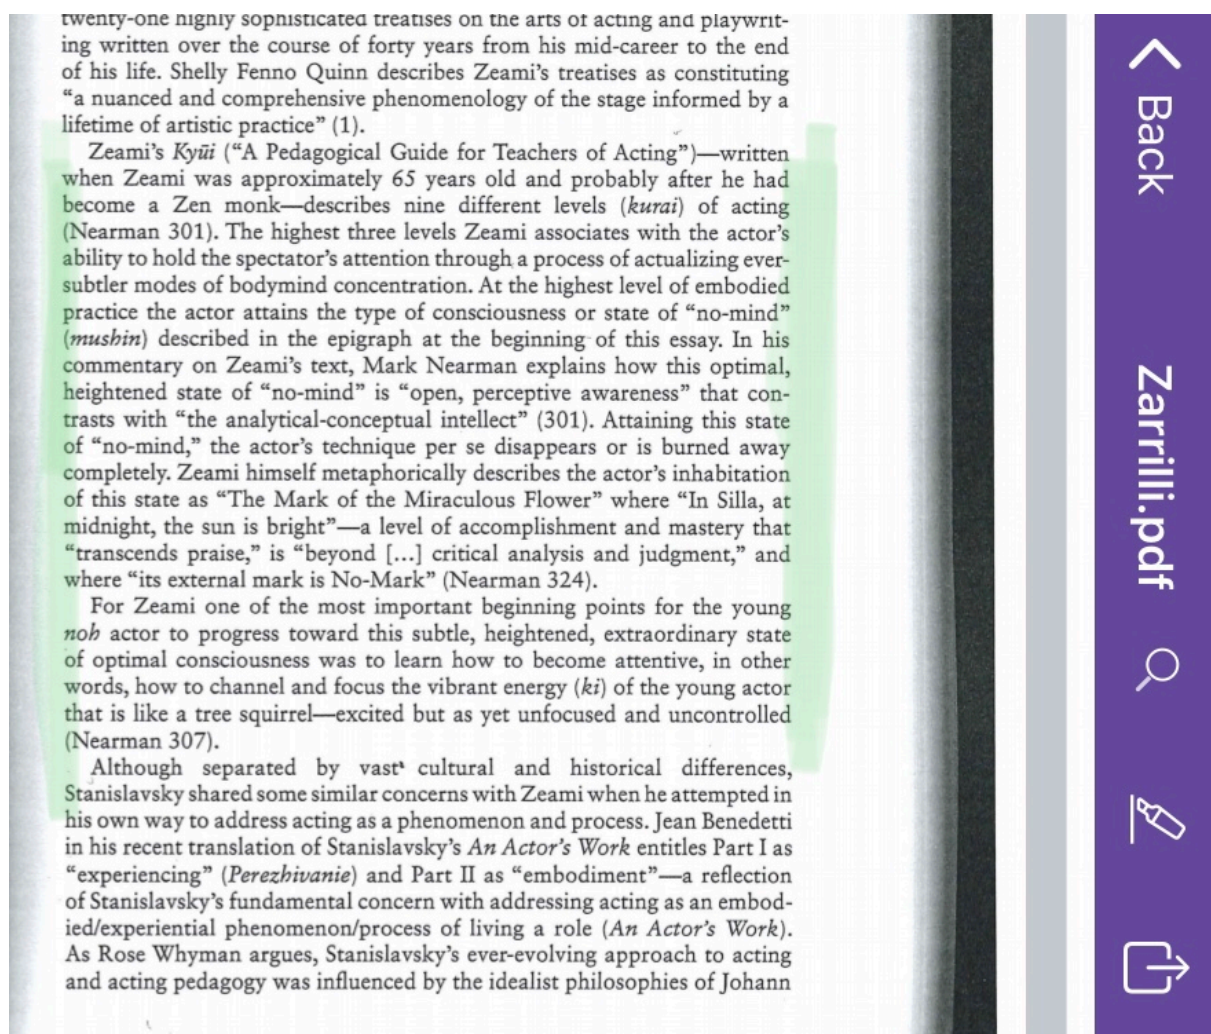 twenty-one highly sophisticated treatises on the arts of acting and playwrit-
ing written over the course of forty years from his mid-career to the end
of his life. Shelly Fenno Quinn describes Zeami's treatises as constituting
“a nuanced and comprehensive phenomenology of the stage informed by a
lifetime of artistic practice” (1).
Zeami's Kyūi (“A Pedagogical Guide for Teachers of Acting”)—written
when Zeami was approximately 65 years old and probably after he had
become a Zen monk—describes nine different levels (kurai) of acting
(Nearman 301). The highest three levels Zeami associates with the actor's
ability to hold the spectator's attention through a process of actualizing ever-
subtler modes of bodymind concentration. At the highest level of embodied
practice the actor attains the type of consciousness or state of “no-mind”
(mushin) described in the epigraph at the beginning of this essay. In his
commentary on Zeami's text, Mark Nearman explains how this optimal,
heightened state of “no-mind” is “open, perceptive awareness” that con-
trasts with “the analytical-conceptual intellect” (301). Attaining this state
of “no-mind,” the actor's technique per se disappears or is burned away
completely. Zeami himself metaphorically describes the actor's inhabitation
of this state as “The Mark of the Miraculous Flower” where “In Silla, at
midnight, the sun is bright”—a level of accomplishment and mastery that
“transcends praise,” is “beyond [...] critical analysis and judgment,” and
where “its external mark is No-Mark” (Nearman 324).
For Zeami one of the most important beginning points for the young
noh actor to progress toward this subtle, heightened, extraordinary state
of optimal consciousness was to learn how to become attentive, in other
words, how to channel and focus the vibrant energy (ki) of the young actor
that is like a tree squirrel—excited but as yet unfocused and uncontrolled
(Nearman 307).
Although separated by vast cultural and historical differences,
Stanislavsky shared some similar concerns with Zeami when he attempted in
his own way to address acting as a phenomenon and process. Jean Benedetti
in his recent translation of Stanislavsky's An Actor's Work entitles Part I as
“experiencing” (Perezhivanie) and Part II as “embodiment”—a reflection
of Stanislavsky's fundamental concern with addressing acting as an embod-
ied/experiential phenomenon/process of living a role (An Actor's Work).
As Rose Whyman argues, Stanislavsky's ever-evolving approach to acting
and acting pedagogy was influenced by the idealist philosophies of Johann
Back
Zarrilli.pdf